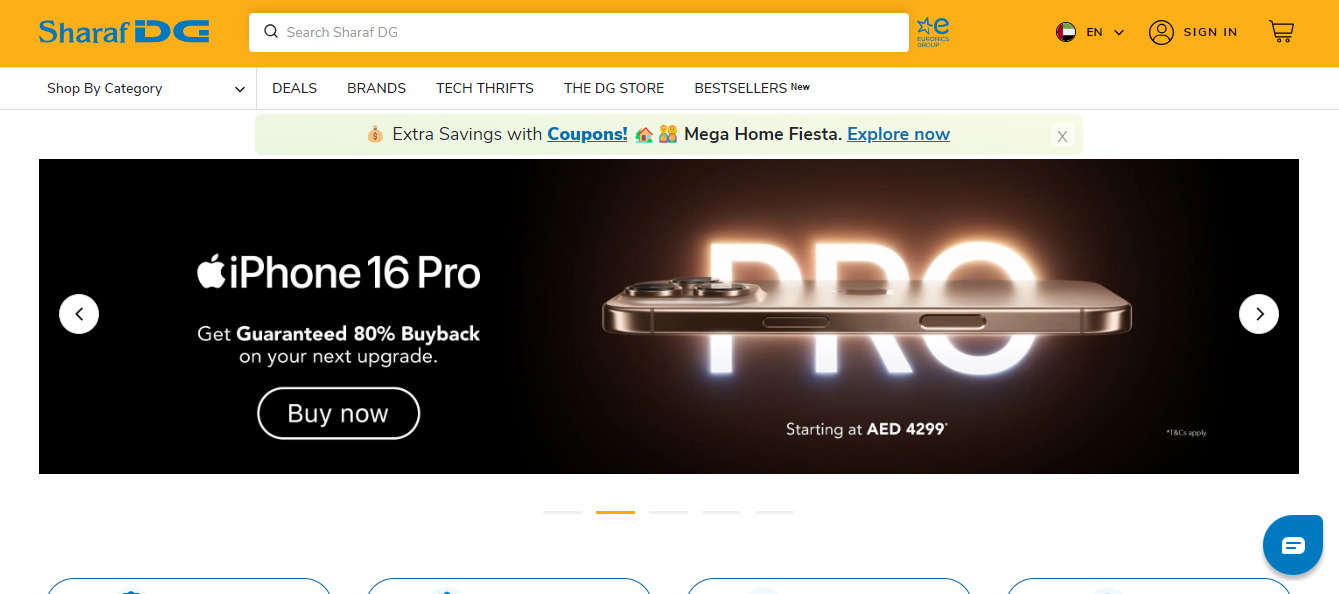 Sharaf DG
Search Sharaf DG
e
EURONICS
GROUP
EN
SIGN IN
Shop By Category
DEALS
BRANDS
TECH THRIFTS
THE DG STORE
BESTSELLERS New
Extra Savings with Coupons! Mega Home Fiesta. Explore now
X
iPhone 16 Pro
Get Guaranteed 80% Buyback
on your next upgrade.
Buy now
PRO
Starting at AED 4299*
*T&Cs apply.